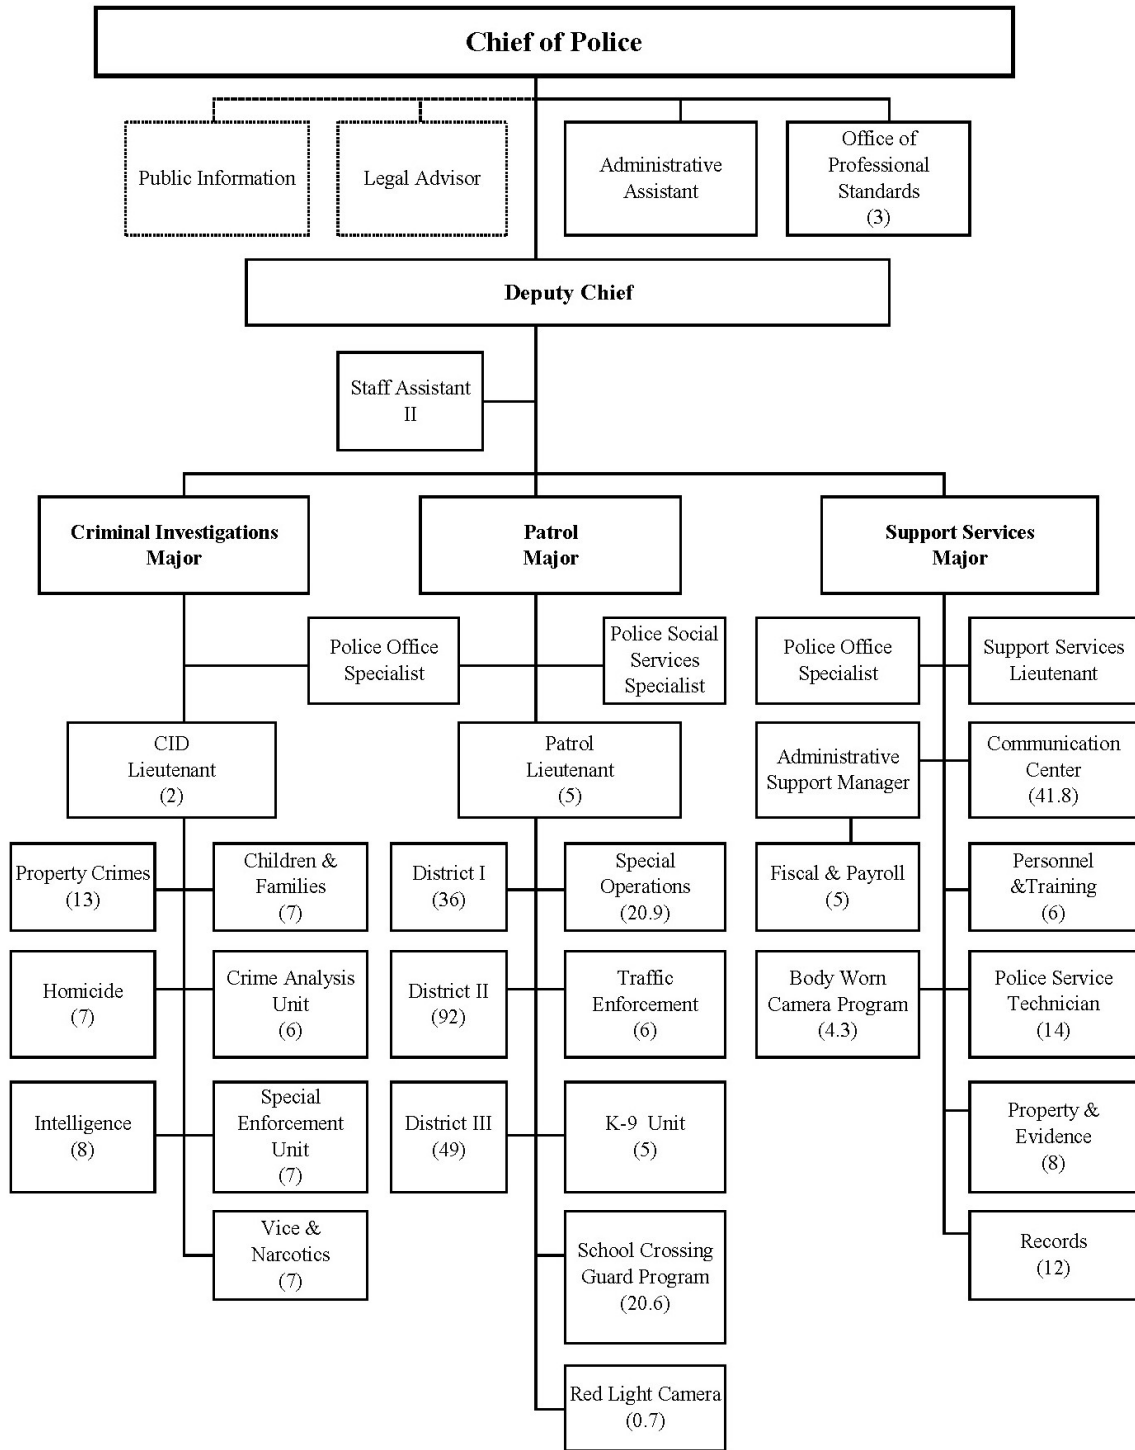 Chief of Police
Public Information
Legal Advisor
Administrative
Assistant
Office of
Professional
Standards
(3)
Deputy Chief
Staff Assistant
II
Criminal Investigations
Major
Patrol
Major
Support Services
Major
Police Office
Specialist
Police Social
Services
Specialist
Police Office
Specialist
Support Services
Lieutenant
CID
Lieutenant
(2)
Patrol
Lieutenant
(5)
Administrative
Support Manager
Communication
Center
(41.8)
Property Crimes
(13)
Children &
Families
(7)
District I
(36)
Special
Operations
(20.9)
Fiscal & Payroll
(5)
Personnel
&Training
(6)
Homicide
(7)
Crime Analysis
Unit
(6)
District II
(92)
Traffic
Enforcement
(6)
Body Worn
Camera Program
(4.3)
Police Service
Technician
(14)
Intelligence
(8)
Special
Enforcement
Unit
(7)
District III
(49)
K-9 Unit
(5)
Property &
Evidence
(8)
Vice &
Narcotics
(7)
School Crossing
Guard Program
(20.6)
Records
(12)
Red Light Camera
(0.7)